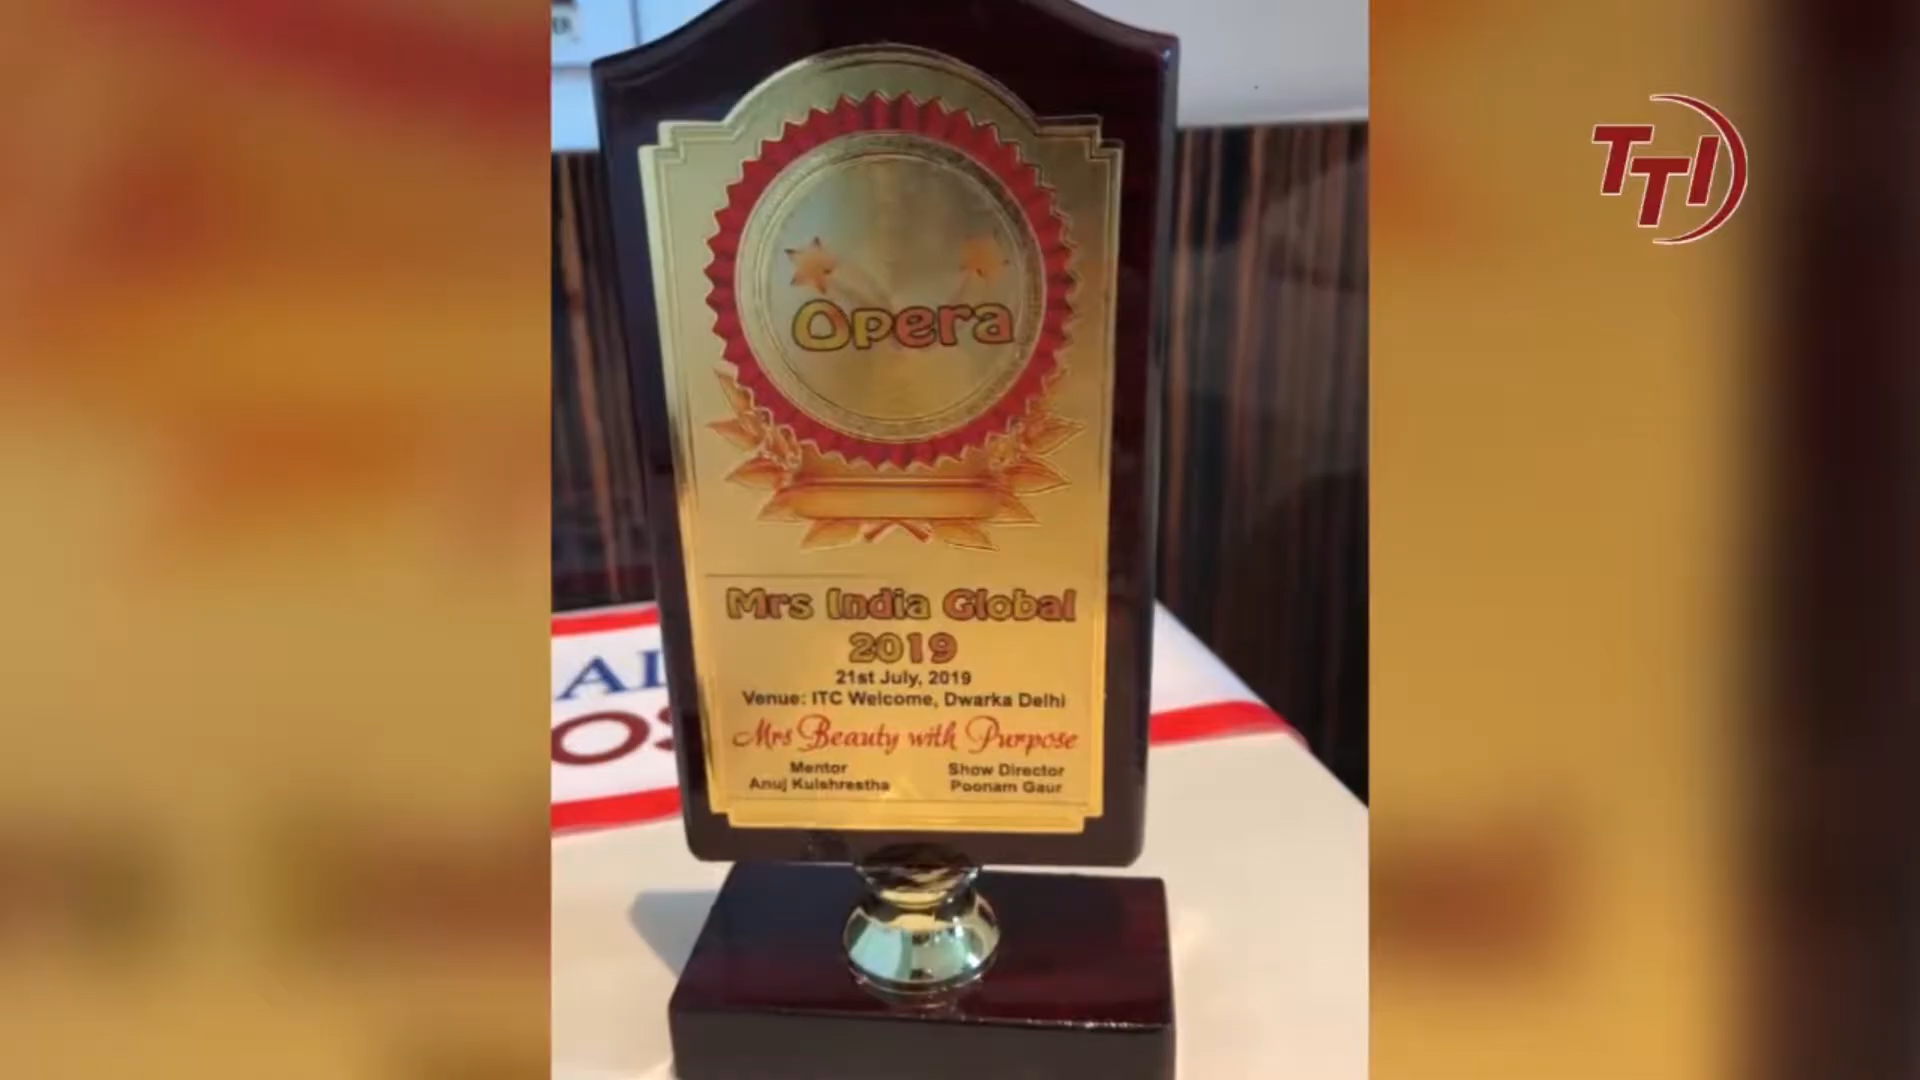 TTI
Opera
Mrs India Global
2019
21st July, 2019
Venue: ITC Welcome, Dwarka Delhi
Mrs Beauty with Purpose
Mentor Show Director
Anuj Kulshrestha Poonam Gaur